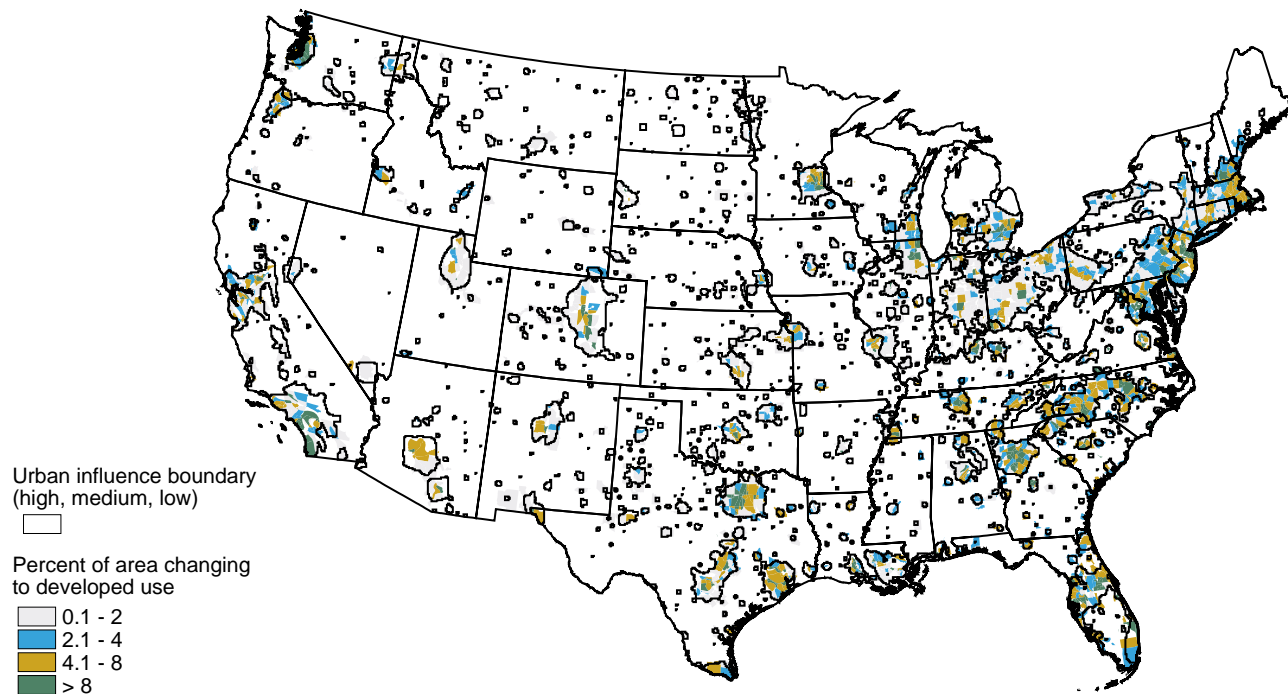 Urban influence boundary
(high, medium, low)
Percent of area changing
to developed use
0.1 - 2
2.1 - 4
4.1 - 8
> 8